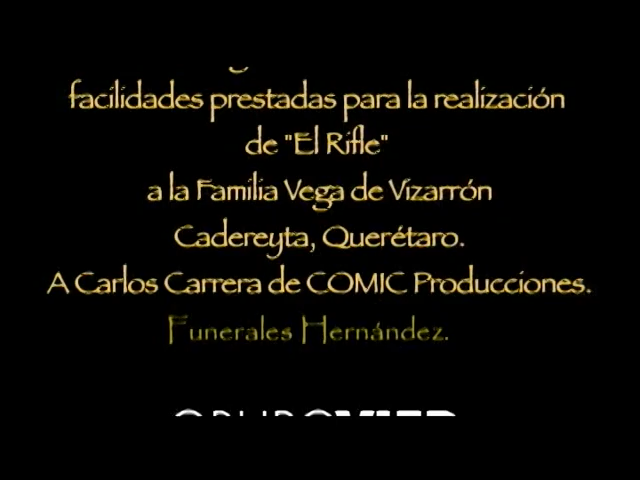 facilidades prestadas para la realización
de "El Rifle"
a la Familia Vega de Vizarrón
Cadereyta, Querétaro.
A Carlos Carrera de COMIC Producciones.
Funerales Hernández.